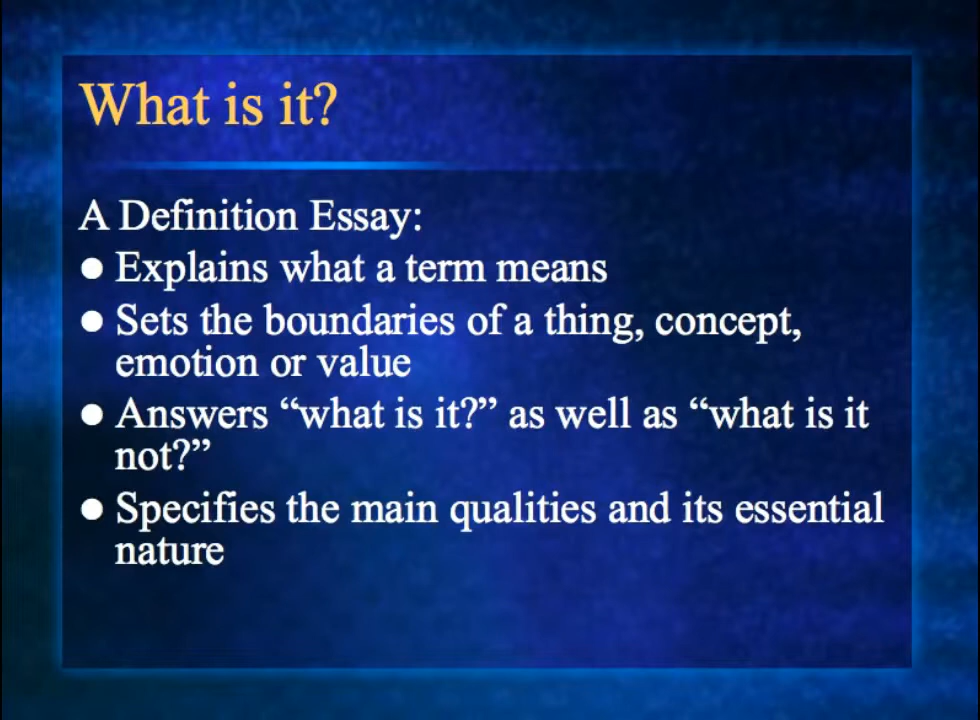 What is it?
A Definition Essay:
● Explains what a term means
● Sets the boundaries of a thing, concept,
emotion or value
● Answers “what is it?” as well as “what is it
not?”
● Specifies the main qualities and its essential
nature